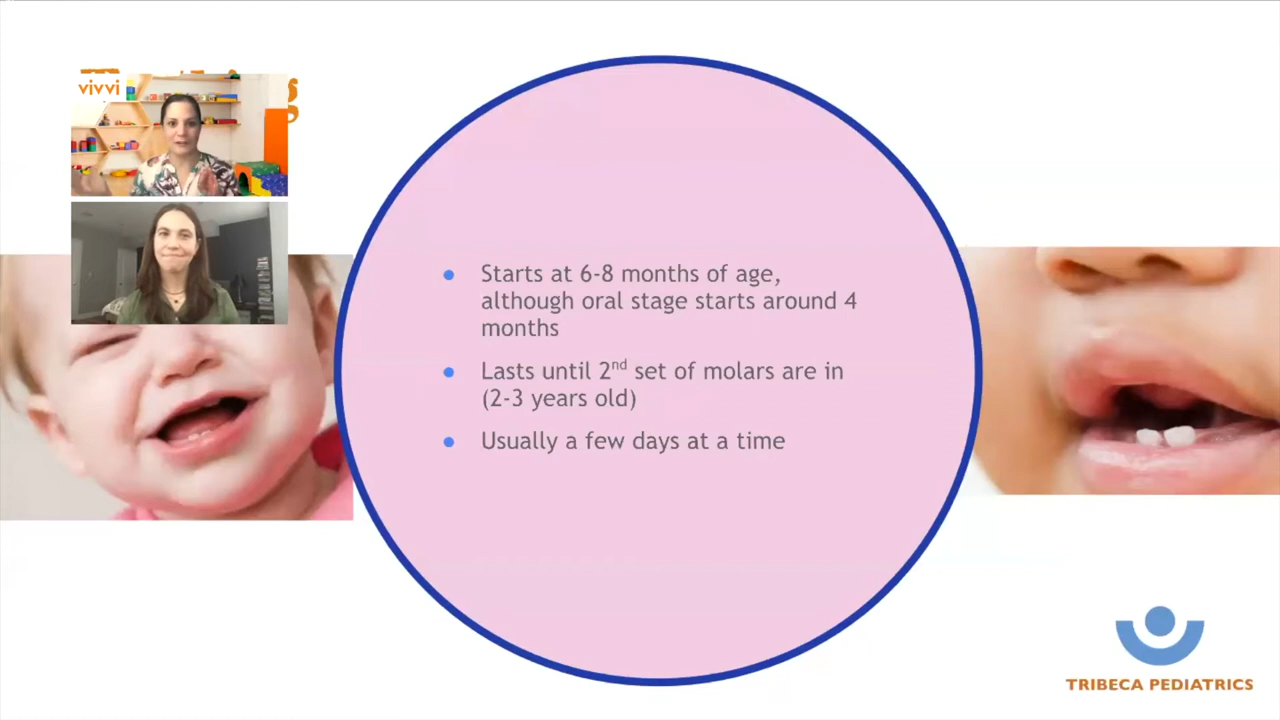 vivvi
Starts at 6-8 months of age,
although oral stage starts around 4
months
Lasts until 2nd set of molars are in
(2-3 years old)
Usually a few days at a time
TRIBECA PEDIATRICS